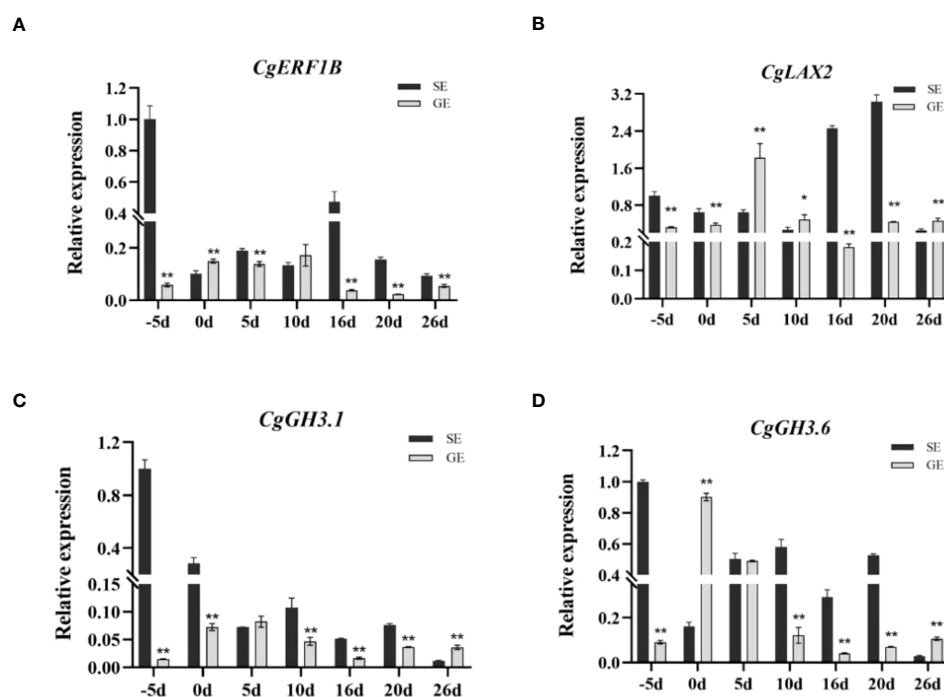 A
CgERF1B
SE
GE
Relative expression
1.2
1.0
0.8
0.6
0.4
0.2
0.0
**
**
**
**
**
**
-5d 0d 5d 10d 16d 20d 26d
B
CgLAX2
SE
GE
Relative expression
3.2
2.4
1.6
0.8
0.2
0.1
0.0
**
**
**
*
**
**
**
-5d 0d 5d 10d 16d 20d 26d
C
CgGH3.1
SE
GE
Relative expression
1.2
0.8
0.4
0.15
0.10
0.05
0.00
**
**
**
**
**
**
-5d 0d 5d 10d 16d 20d 26d
D
CgGH3.6
SE
GE
Relative expression
1.2
1.0
0.8
0.6
0.4
0.2
0.0
**
**
**
**
**
**
-5d 0d 5d 10d 16d 20d 26d